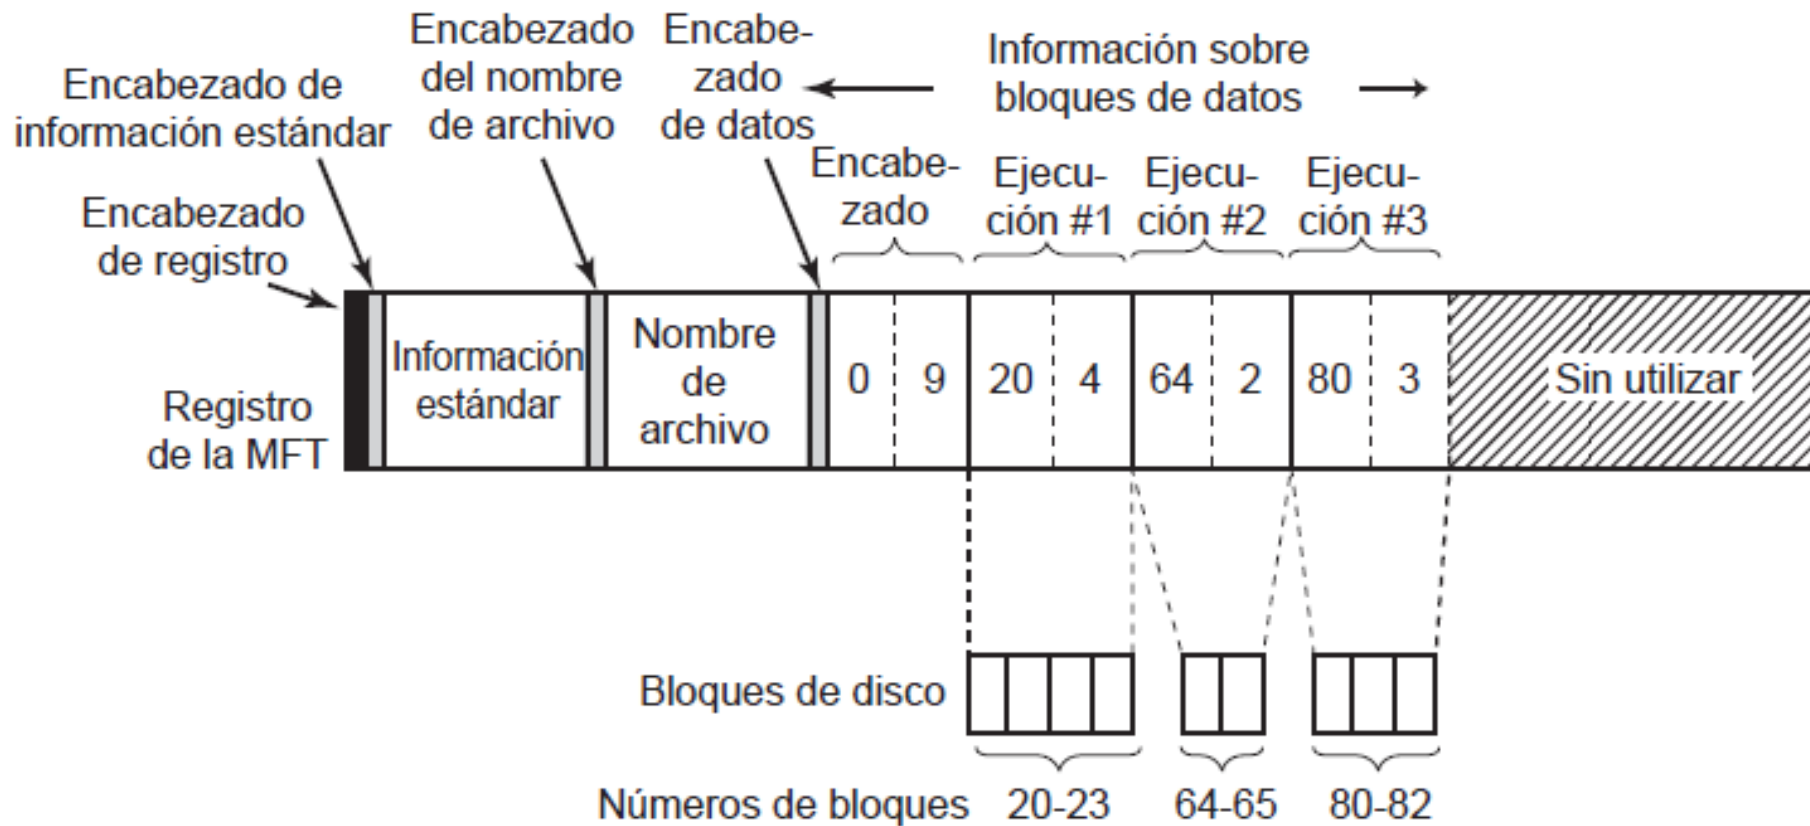 Encabezado de
información estándar
Encabezado
del nombre
de archivo
Encabe-
zado
de datos
Información sobre
bloques de datos
Encabezado
de registro
Encabe-
zado
Ejecu-
ción #1
Ejecu-
ción #2
Ejecu-
ción #3
Registro
de la MFT
Información
estándar
Nombre
de
archivo
0 9 20 4 64 2 80 3
Sin utilizar
Bloques de disco
Números de bloques 20-23 64-65 80-82